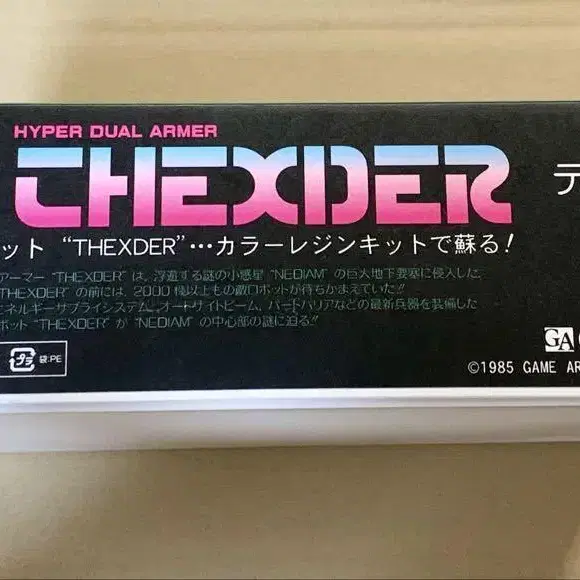 HYPER DUAL ARMER
THEXDER
テ
ット “THEXDER”…カラーレジンキットで蘇る!
アーマー “THEXDER” は、浮遊する謎の小惑星 “NEDIAM” の巨大地下要塞に侵入した。
THEXDER” の前には、2000 機以上もの敵ロボットが待ちかまえていた!!
エネルギーサプライシステム、オートサイトビーム、バードバリアなどの最新兵器を装備した
ボット “THEXDER” が “NEDIAM” の中心部の謎に迫る!!
プラ 袋:PE
GA
©1985 GAME AR